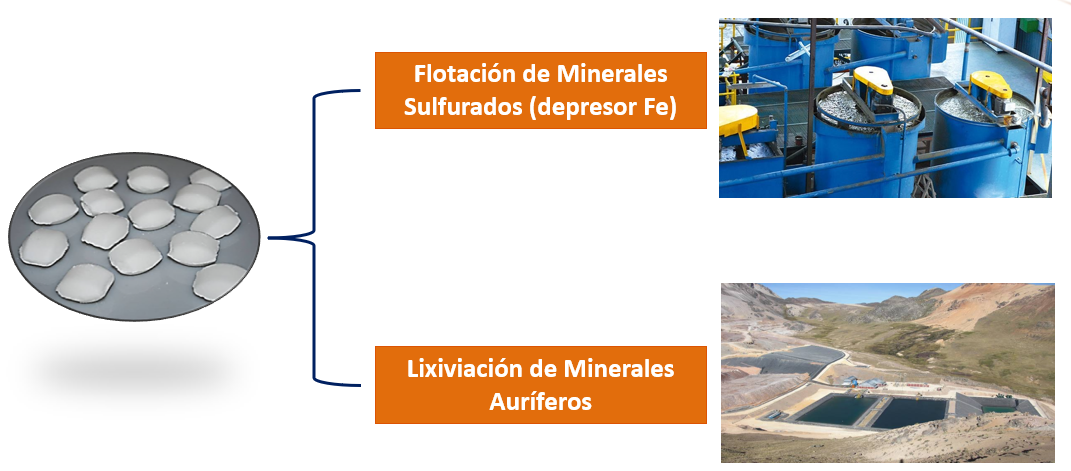 Flotación de Minerales
Sulfurados (depresor Fe)
Lixiviación de Minerales
Auríferos